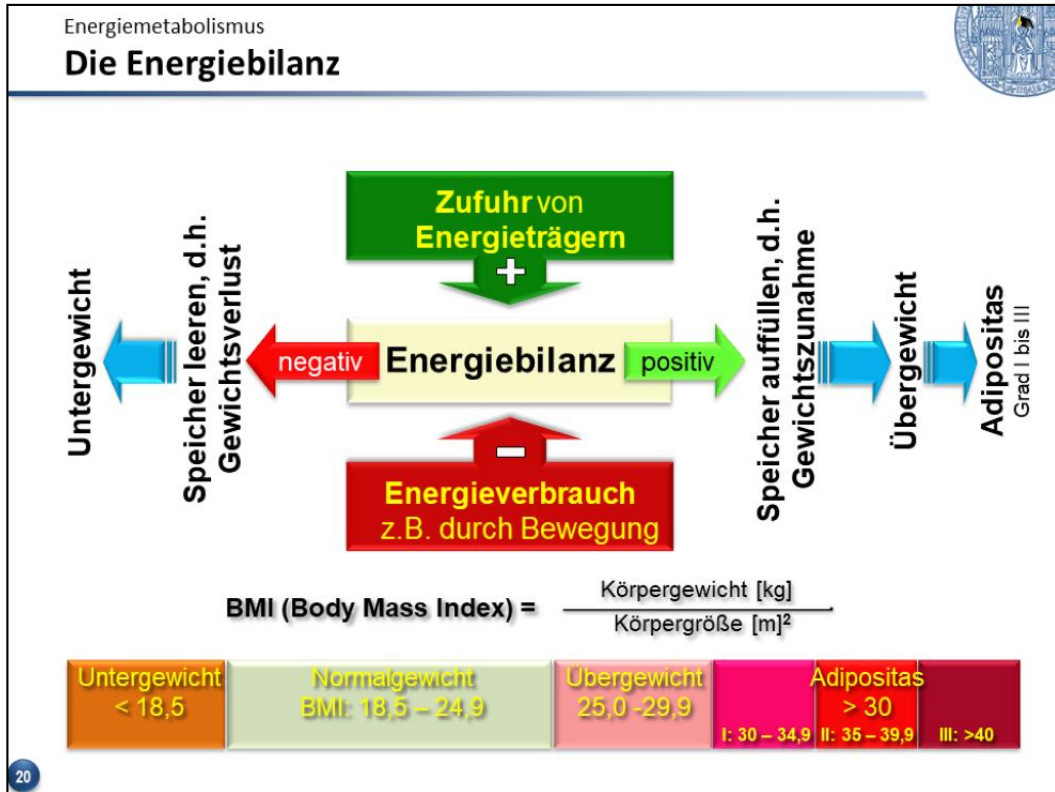 Energiemetabolismus
Die Energiebilanz
Zufuhr von
Energieträgern
+
Untergewicht
Speicher leeren, d.h.
Gewichtsverlust
negativ
Energiebilanz
positiv
Speicher auffüllen, d.h.
Gewichtszunahme
Übergewicht
Adipositas
Grad I bis III
–
Energieverbrauch
z.B. durch Bewegung
BMI (Body Mass Index) =
Körpergewicht [kg]
Körpergröße [m]²
Untergewicht
< 18,5
Normalgewicht
BMI: 18,5 – 24,9
Übergewicht
25,0 -29,9
Adipositas
> 30
I: 30 – 34,9
II: 35 – 39,9
III: >40
20